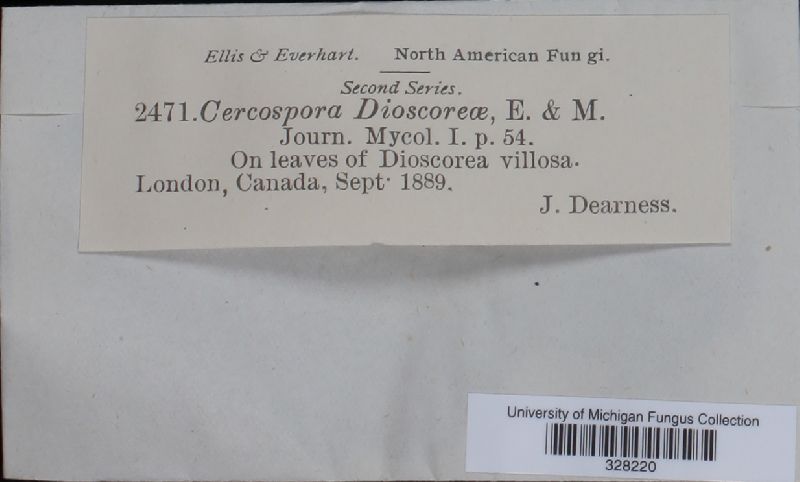 Ellis & Everhart. North American Fun gi.
Second Series.
2471. Cercospora Dioscoreæ, E. & M.
Journ. Mycol. I. p. 54.
On leaves of Dioscorea villosa.
London, Canada, Sept· 1889.
J. Dearness.
University of Michigan Fungus Collection
328220